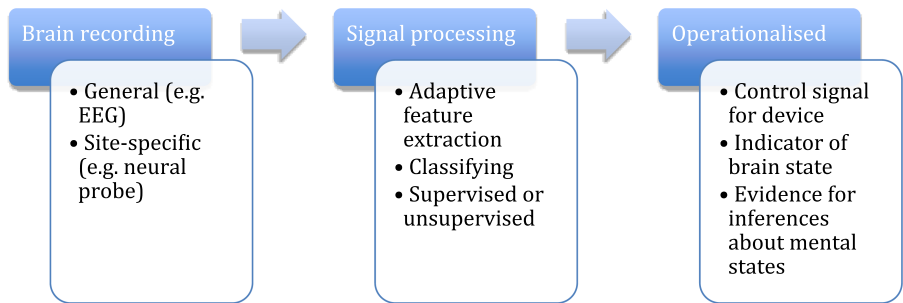 Brain recording
• General (e.g.
EEG)
• Site-specific
(e.g. neural
probe)
Signal processing
• Adaptive
feature
extraction
• Classifying
• Supervised or
unsupervised
Operationalised
• Control signal
for device
• Indicator of
brain state
• Evidence for
inferences
about mental
states